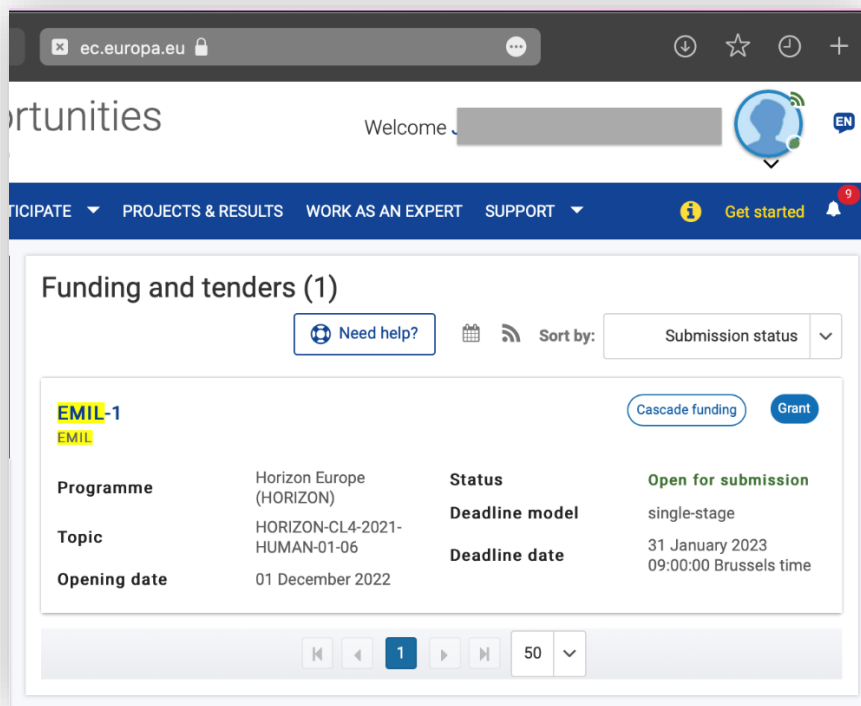 ec.europa.eu
ortunities
Welcome
EN
TICIPATE PROJECTS & RESULTS WORK AS AN EXPERT SUPPORT Get started 9
Funding and tenders (1)
Need help? Sort by: Submission status
EMIL-1 Cascade funding Grant
EMIL
Programme Horizon Europe (HORIZON)
Topic HORIZON-CL4-2021-HUMAN-01-06
Opening date 01 December 2022
Status Open for submission
Deadline model single-stage
Deadline date 31 January 2023
09:00:00 Brussels time
1 50